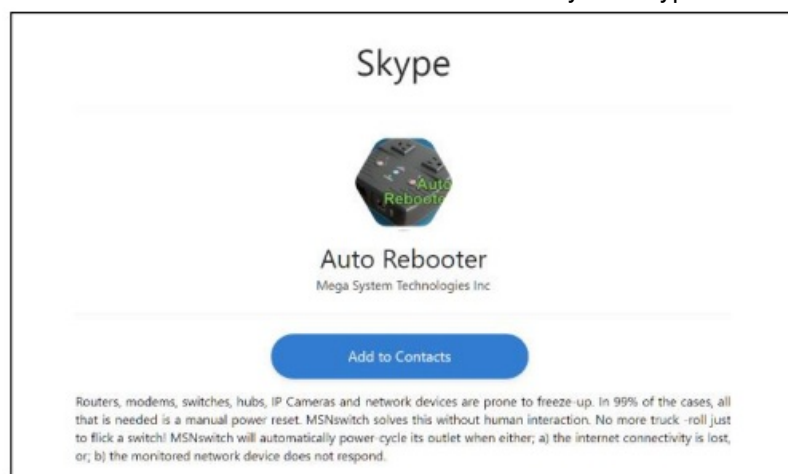 Skype
Auto
Rebooter
Auto Rebooter
Mega System Technologies Inc
Add to Contacts
Routers, modems, switches, hubs, IP Cameras and network devices are prone to freeze-up. In 99% of the cases, all
that is needed is a manual power reset. MSNswitch solves this without human interaction. No more truck -roll just
to flick a switch! MSNswitch will automatically power-cycle its outlet when either; a) the internet connectivity is lost,
or; b) the monitored network device does not respond.